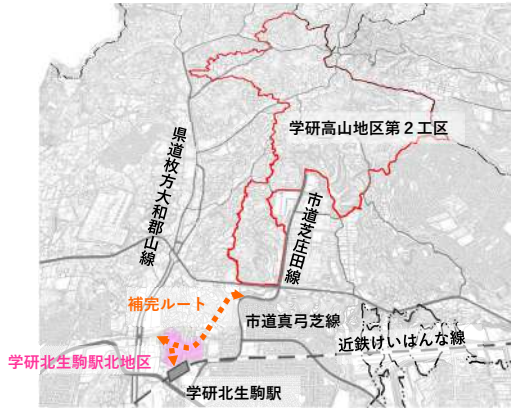 学研高山地区第２工区
県道枚方大和郡山線
市道芝庄田線
補完ルート
市道真弓芝線
近鉄けいはんな線
学研北生駒駅北地区
学研北生駒駅